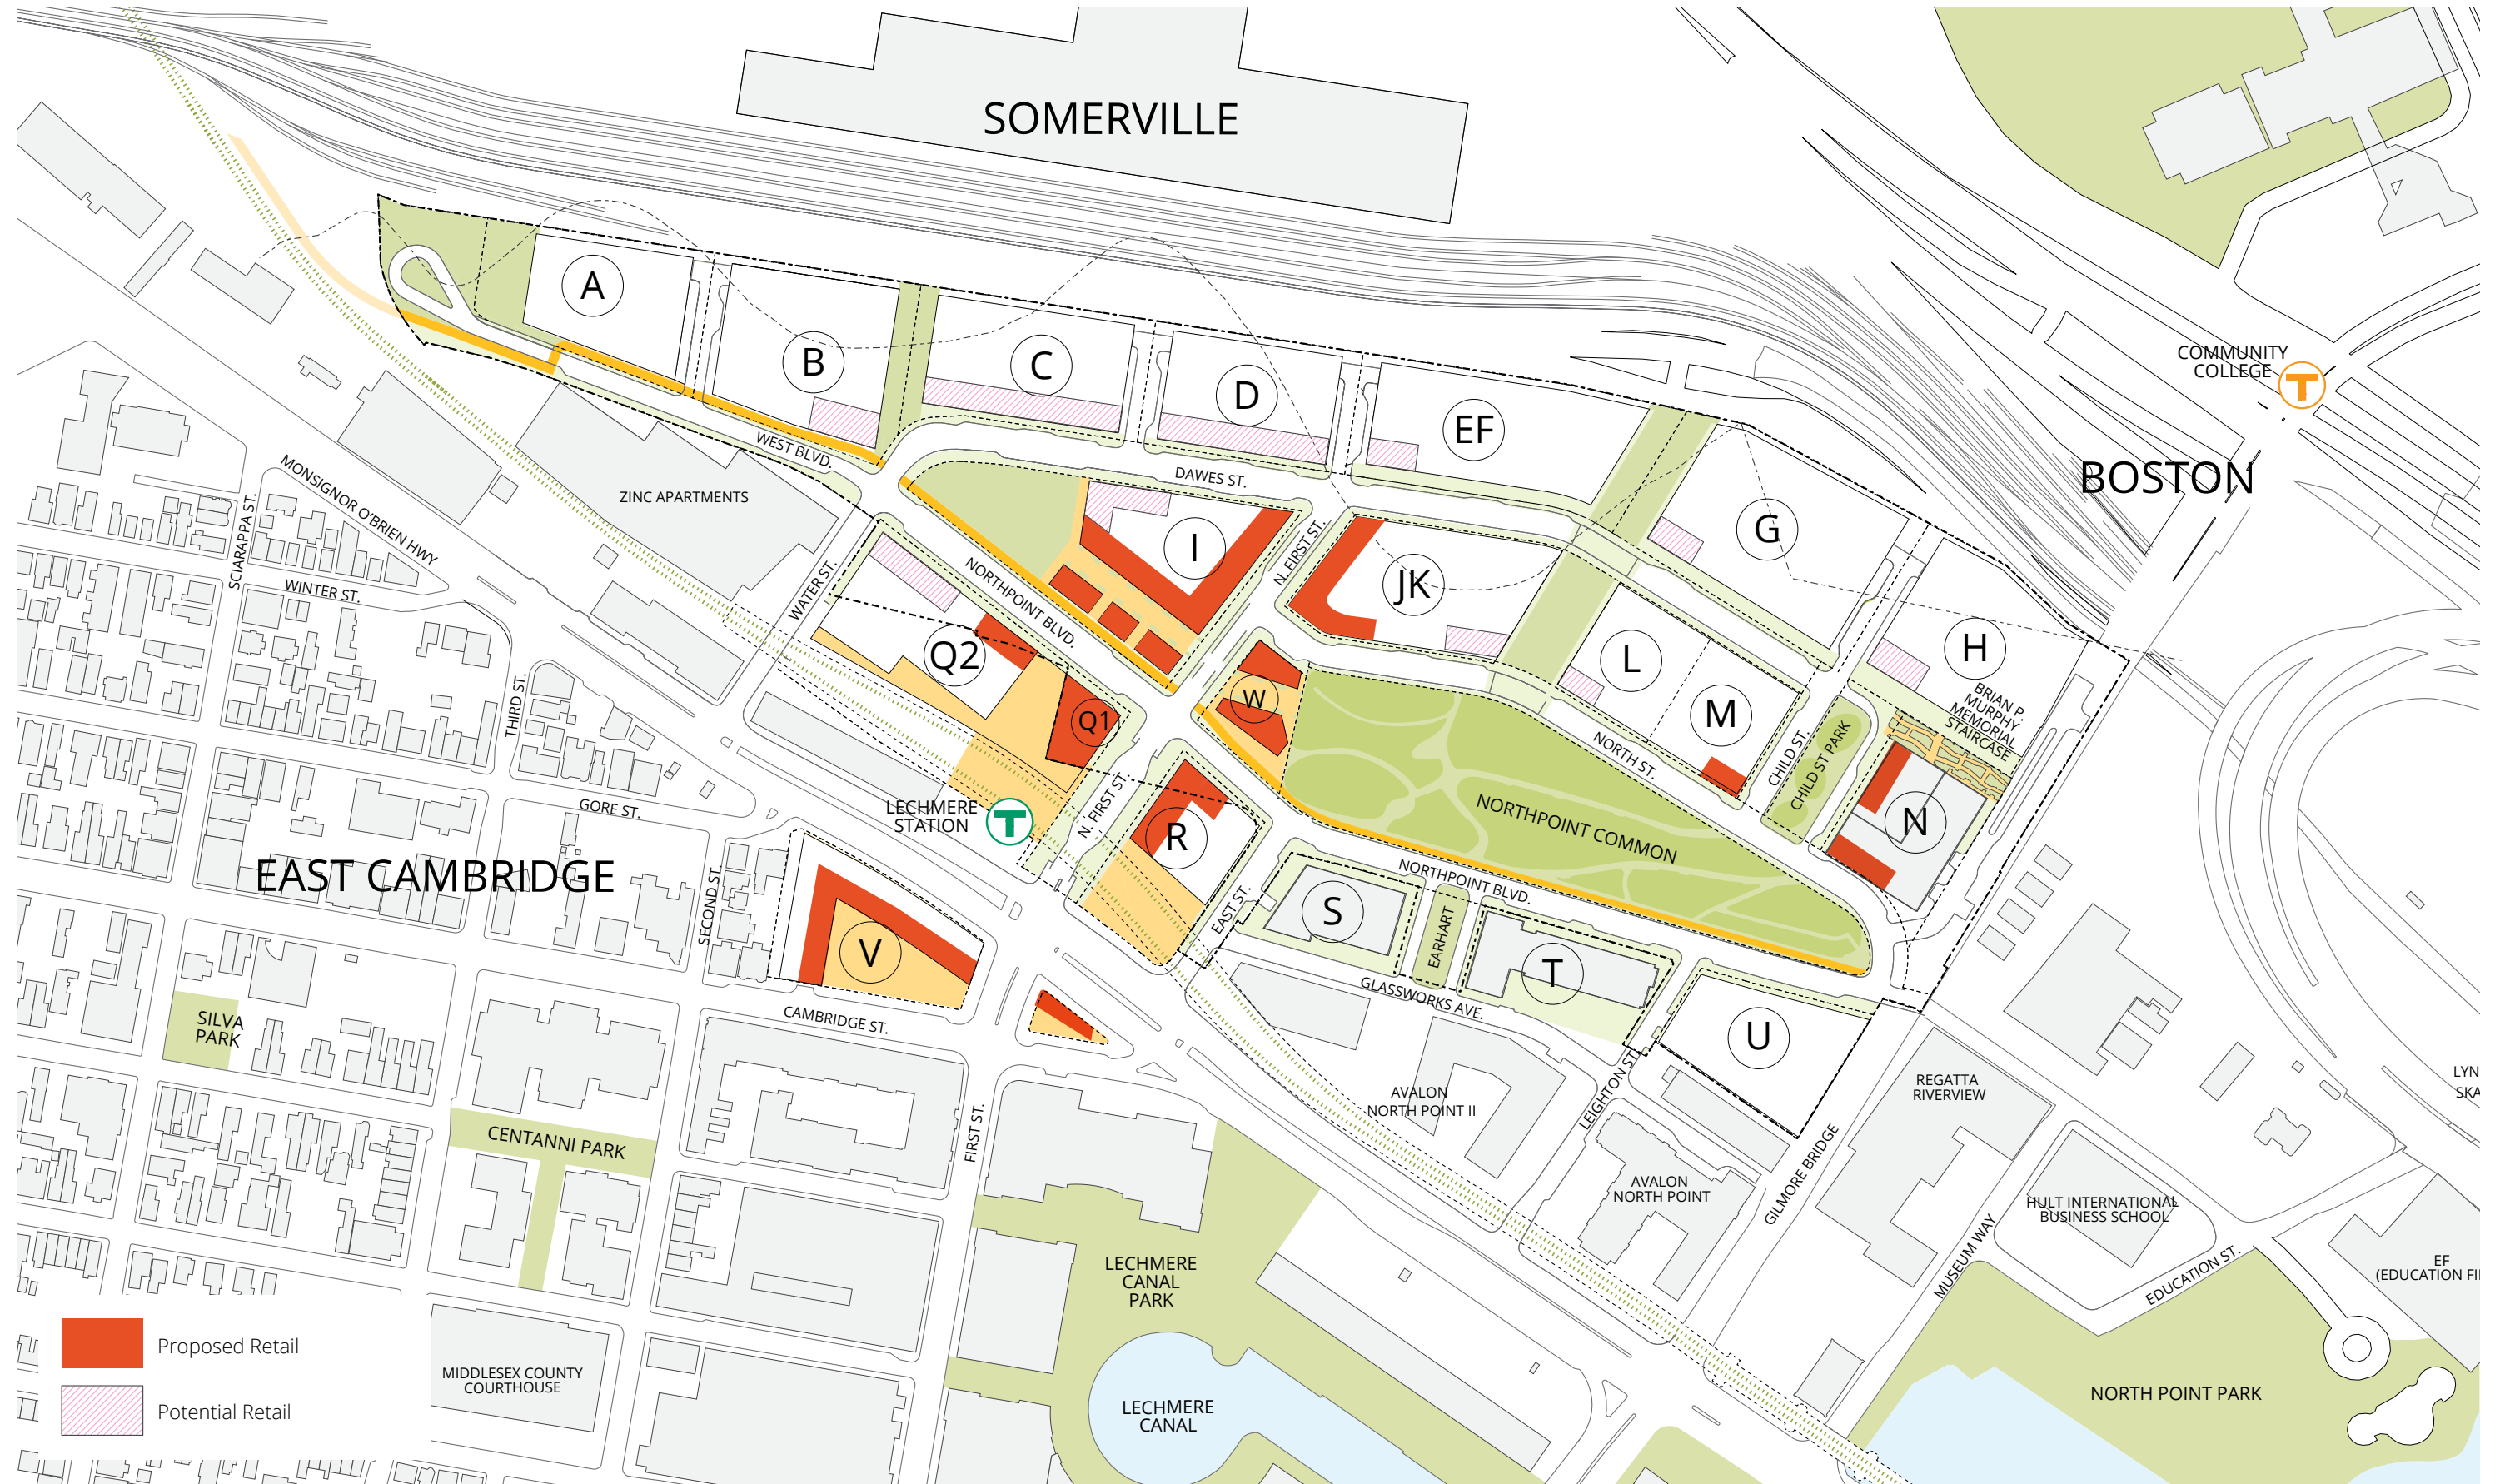 SOMERVILLE
COMMUNITY
COLLEGE
T
BOSTON
A
B
C
D
EF
G
H
I
JK
L
M
N
Q2
Q1
W
R
S
T
U
V
WEST BLVD.
DAWES ST.
ZINC APARTMENTS
MONSIGNOR O'BRIEN HWY
SCIARAPPA ST.
WINTER ST.
WATER ST.
NORTHPOINT BLVD.
N. FIRST ST.
THIRD ST.
NORTH ST.
CHILD ST.
CHILD ST PARK
BRIAN P.
MURPHY
MEMORIAL
STAIRCASE
NORTHPOINT COMMON
N. FIRST ST.
LECHMERE
STATION
T
GORE ST.
EAST CAMBRIDGE
SECOND ST.
EAST ST.
NORTHPOINT BLVD.
EARHART
GLASSWORKS AVE.
CAMBRIDGE ST.
SILVA
PARK
CENTANNI PARK
FIRST ST.
AVALON
NORTH POINT II
LEIGHTON ST.
AVALON
NORTH POINT
GILMORE BRIDGE
REGATTA
RIVERVIEW
LYN
SKA
HULT INTERNATIONAL
BUSINESS SCHOOL
MUSEUM WAY
EDUCATION ST.
EF
(EDUCATION FI
LECHMERE
CANAL
PARK
LECHMERE
CANAL
NORTH POINT PARK
MIDDLESEX COUNTY
COURTHOUSE
Proposed Retail
Potential Retail